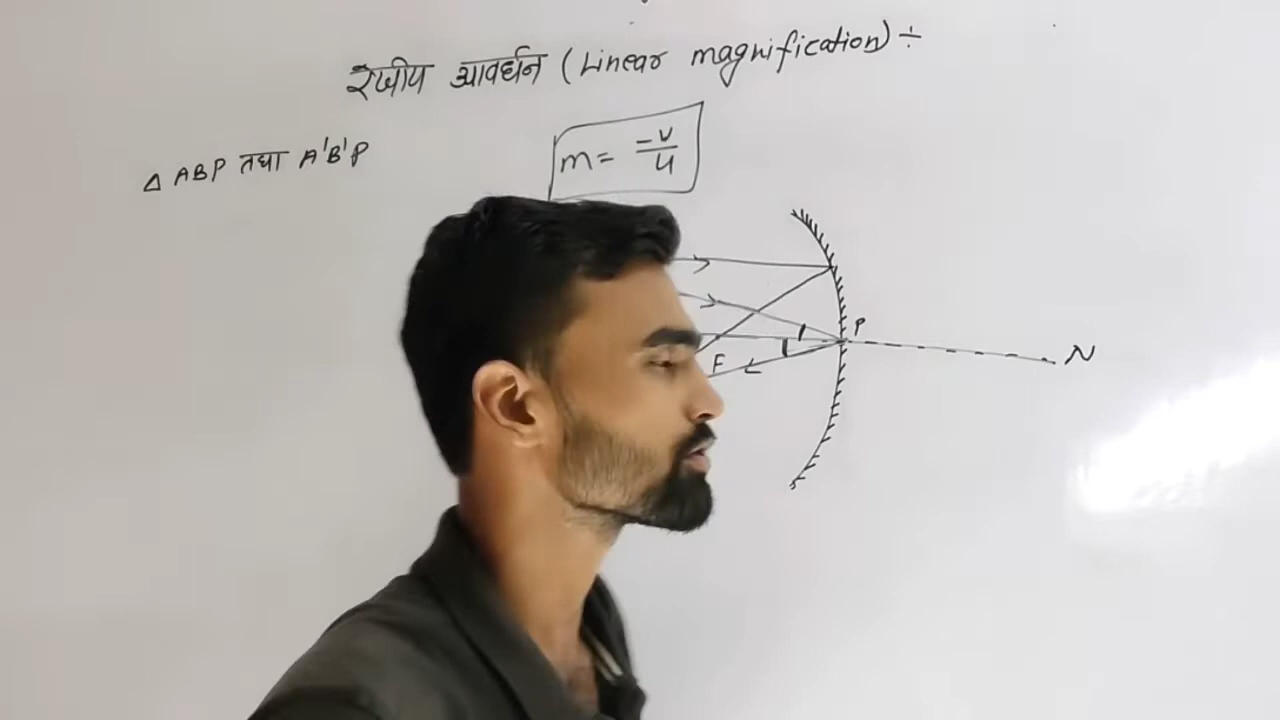 रेखीय आवर्धन (Linear magnification) ÷
m = -v/u
△ ABP तथा A'B'P
P
F
N